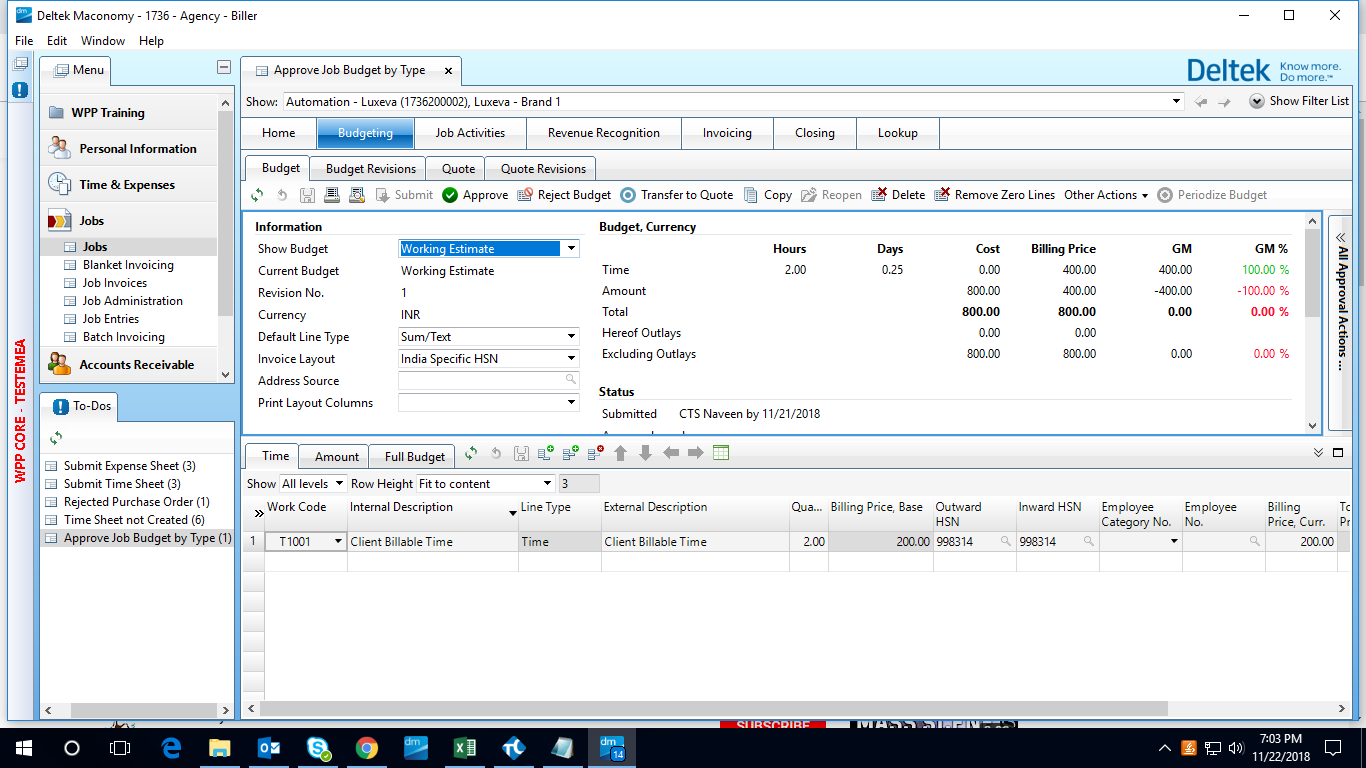 Deltek Maconomy - 1736 - Agency - Biller
File Edit Window Help
Menu
WPP Training
Personal Information
Time & Expenses
Jobs
Jobs
Blanket Invoicing
Job Invoices
Job Administration
Job Entries
Batch Invoicing
Accounts Receivable
WPP CORE - TESTEMEA
To-Dos
Submit Expense Sheet (3)
Submit Time Sheet (3)
Rejected Purchase Order (1)
Time Sheet not Created (6)
Approve Job Budget by Type (1)
Approve Job Budget by Type
Deltek Know more.
Do more.™
Show: Automation - Luxeva (1736200002), Luxeva - Brand 1 Show Filter List
Home Budgeting Job Activities Revenue Recognition Invoicing Closing Lookup
Budget Budget Revisions Quote Quote Revisions
Submit Approve Reject Budget Transfer to Quote Copy Reopen Delete Remove Zero Lines Other Actions Periodize Budget
Information
Show Budget Working Estimate
Current Budget Working Estimate
Revision No. 1
Currency INR
Default Line Type Sum/Text
Invoice Layout India Specific HSN
Address Source
Print Layout Columns
Budget, Currency
Hours Days Cost Billing Price GM GM %
Time 2.00 0.25 0.00 400.00 400.00 100.00 %
Amount 800.00 400.00 -400.00 -100.00 %
Total 800.00 800.00 0.00 0.00 %
Hereof Outlays 0.00 0.00
Excluding Outlays 800.00 800.00 0.00 0.00 %
Status
Submitted CTS Naveen by 11/21/2018
All Approval Actions ...
Time Amount Full Budget
Show All levels Row Height Fit to content 3
Work Code Internal Description Line Type External Description Qua... Billing Price, Base Outward HSN Inward HSN Employee Category No. Employee No. Billing Price, Curr.
1 T1001 Client Billable Time Time Client Billable Time 2.00 200.00 998314 998314 200.00
SUBSCRIBE
14
7:03 PM
11/22/2018